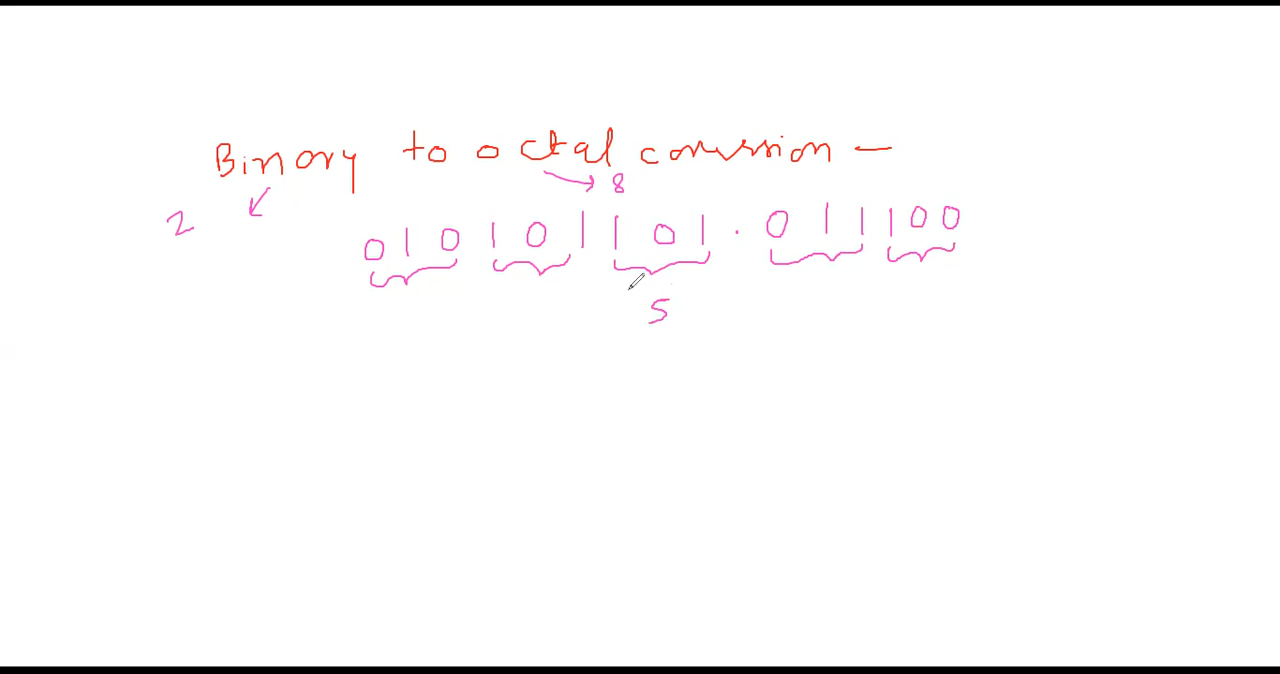 Binary to octal conversion —
8
2
010 101 101 . 011 100
5